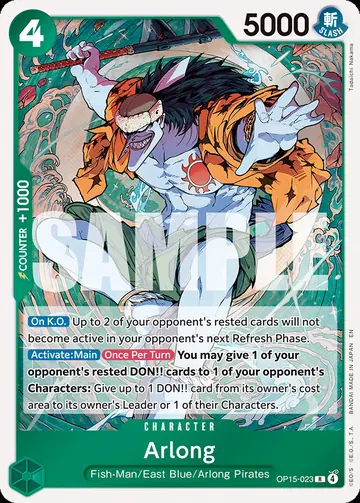 4
5000
斬
SLASH
Tadaichi Nakama
COUNTER +1000
SAMPLE
On K.O. Up to 2 of your opponent's rested cards will not
become active in your opponent's next Refresh Phase.
Activate:Main Once Per Turn You may give 1 of your
opponent's rested DON!! cards to 1 of your opponent's
Characters: Give up to 1 DON!! card from its owner's cost
area to its owner's Leader or 1 of their Characters.
CHARACTER
Arlong
Fish-Man/East Blue/Arlong Pirates
OP15-023 R 4
©E.O./S., T.A. BANDAI MADE IN JAPAN EN